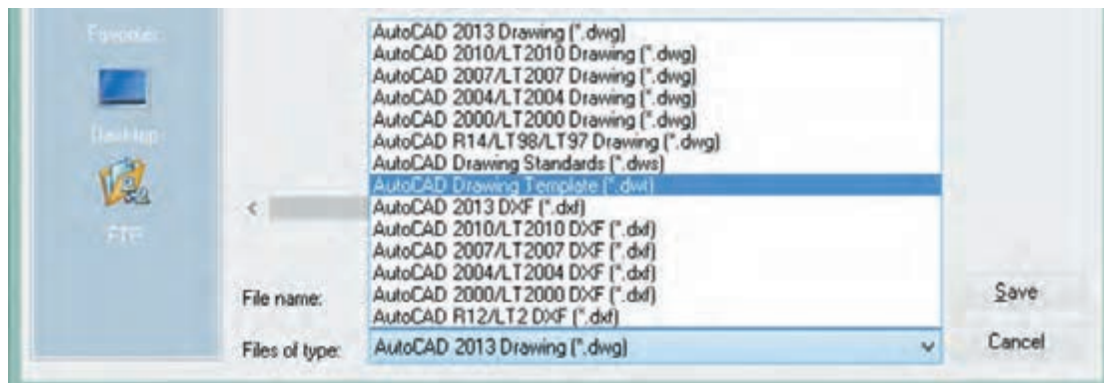 Favorites
AutoCAD 2013 Drawing (*.dwg)
AutoCAD 2010/LT2010 Drawing (*.dwg)
AutoCAD 2007/LT2007 Drawing (*.dwg)
AutoCAD 2004/LT2004 Drawing (*.dwg)
AutoCAD 2000/LT2000 Drawing (*.dwg)
Desktop
AutoCAD R14/LT98/LT97 Drawing (*.dwg)
AutoCAD Drawing Standards (*.dws)
AutoCAD Drawing Template (*.dwt)
AutoCAD 2013 DXF (*.dxf)
FTP
AutoCAD 2010/LT2010 DXF (*.dxf)
AutoCAD 2007/LT2007 DXF (*.dxf)
AutoCAD 2004/LT2004 DXF (*.dxf)
File name:
AutoCAD 2000/LT2000 DXF (*.dxf)
Save
AutoCAD R12/LT2 DXF (*.dxf)
Files of type:
AutoCAD 2013 Drawing (*.dwg)
Cancel